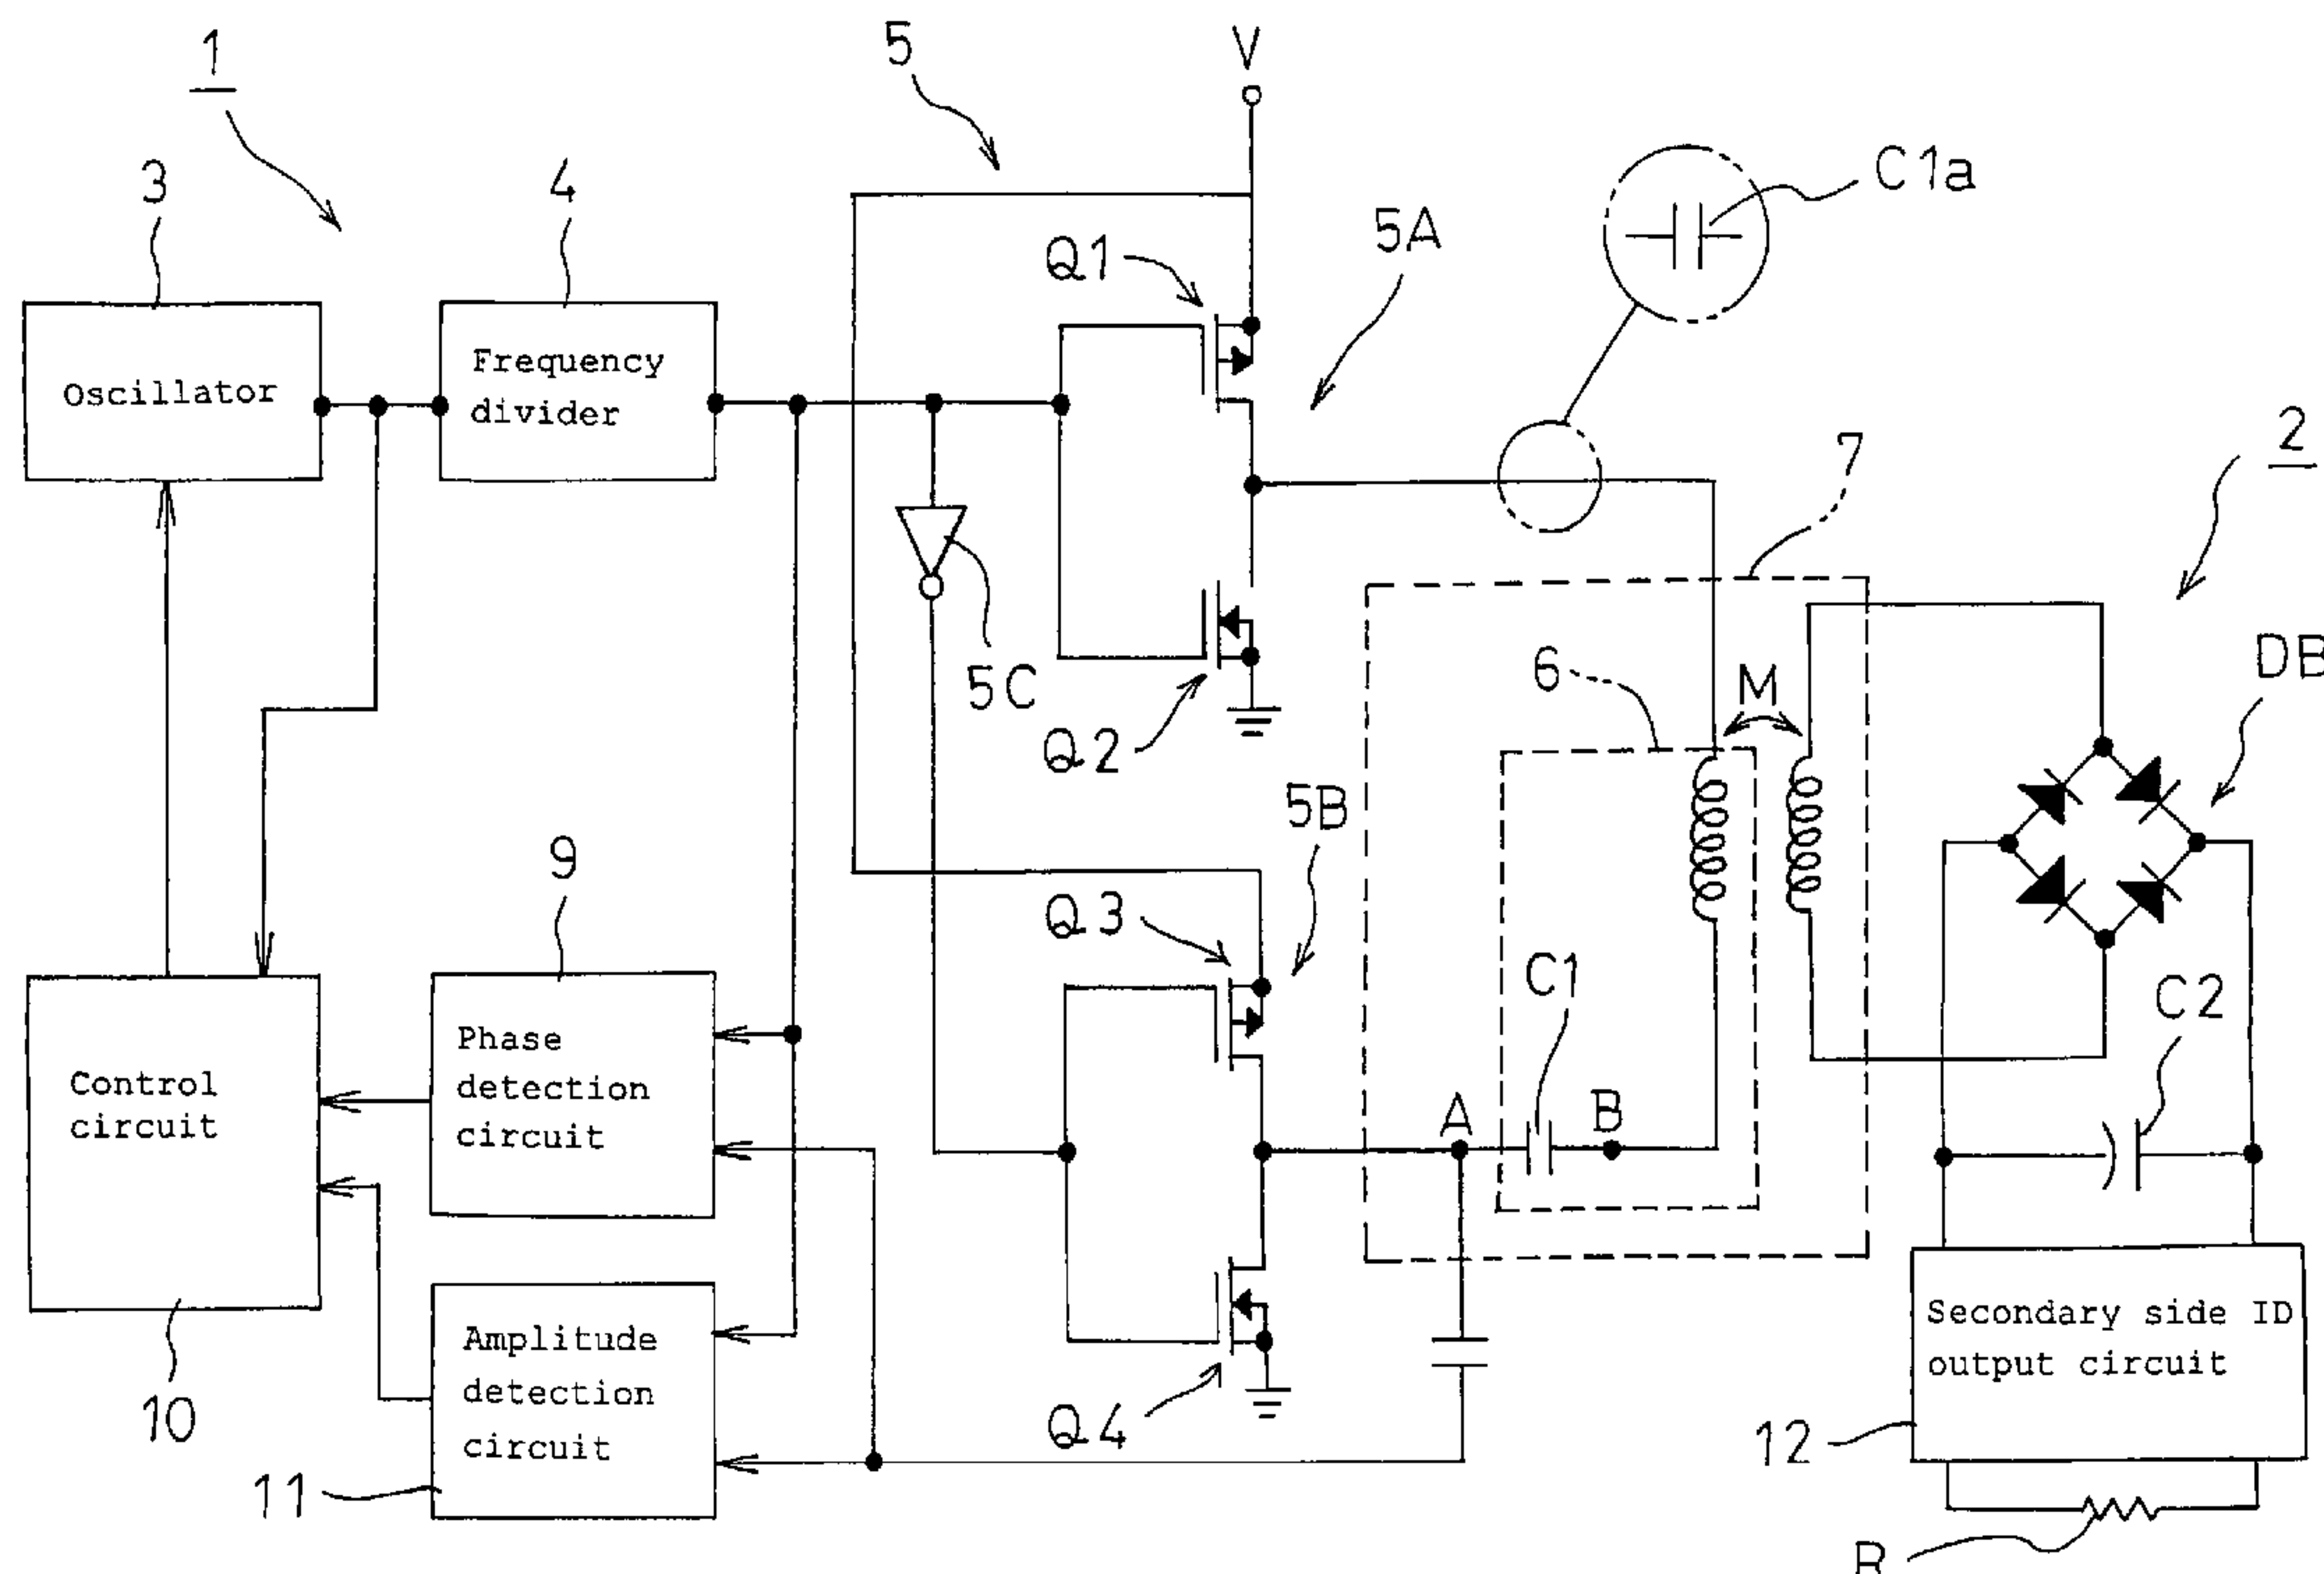 1
5
V
3
4
C1a
5A
Q1
Oscillator
Frequency
divider
7
2
5C
6
M
DB
Q2
5B
9
Q3
C1
C2
Phase
detection
circuit
Control
circuit
A
B
Amplitude
detection
circuit
Secondary side ID
output circuit
10
Q4
12
11